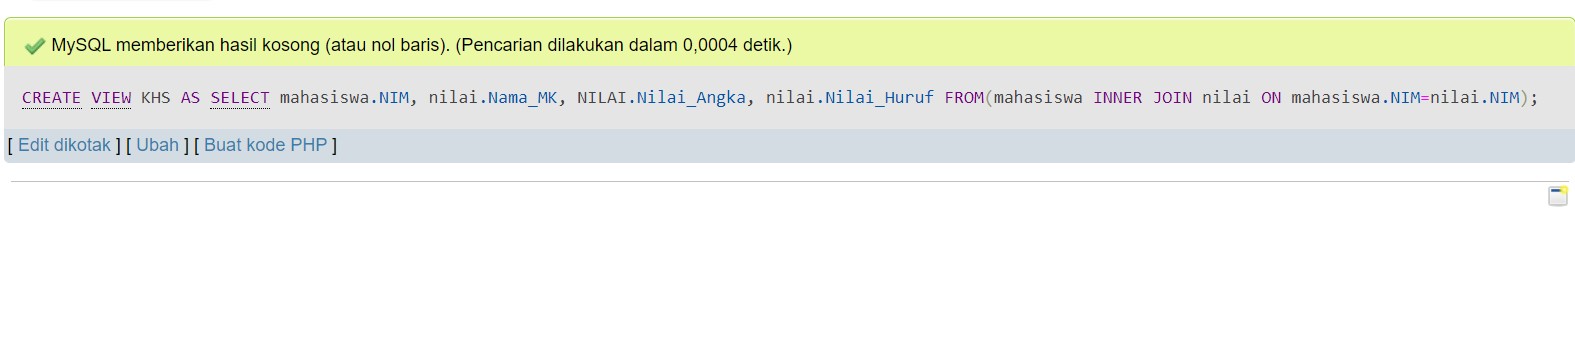 MySQL memberikan hasil kosong (atau nol baris). (Pencarian dilakukan dalam 0,0004 detik.)
CREATE VIEW KHS AS SELECT mahasiswa.NIM, nilai.Nama_MK, NILAI.Nilai_Angka, nilai.Nilai_Huruf FROM(mahasiswa INNER JOIN nilai ON mahasiswa.NIM=nilai.NIM);
[ Edit dikotak ] [ Ubah ] [ Buat kode PHP ]